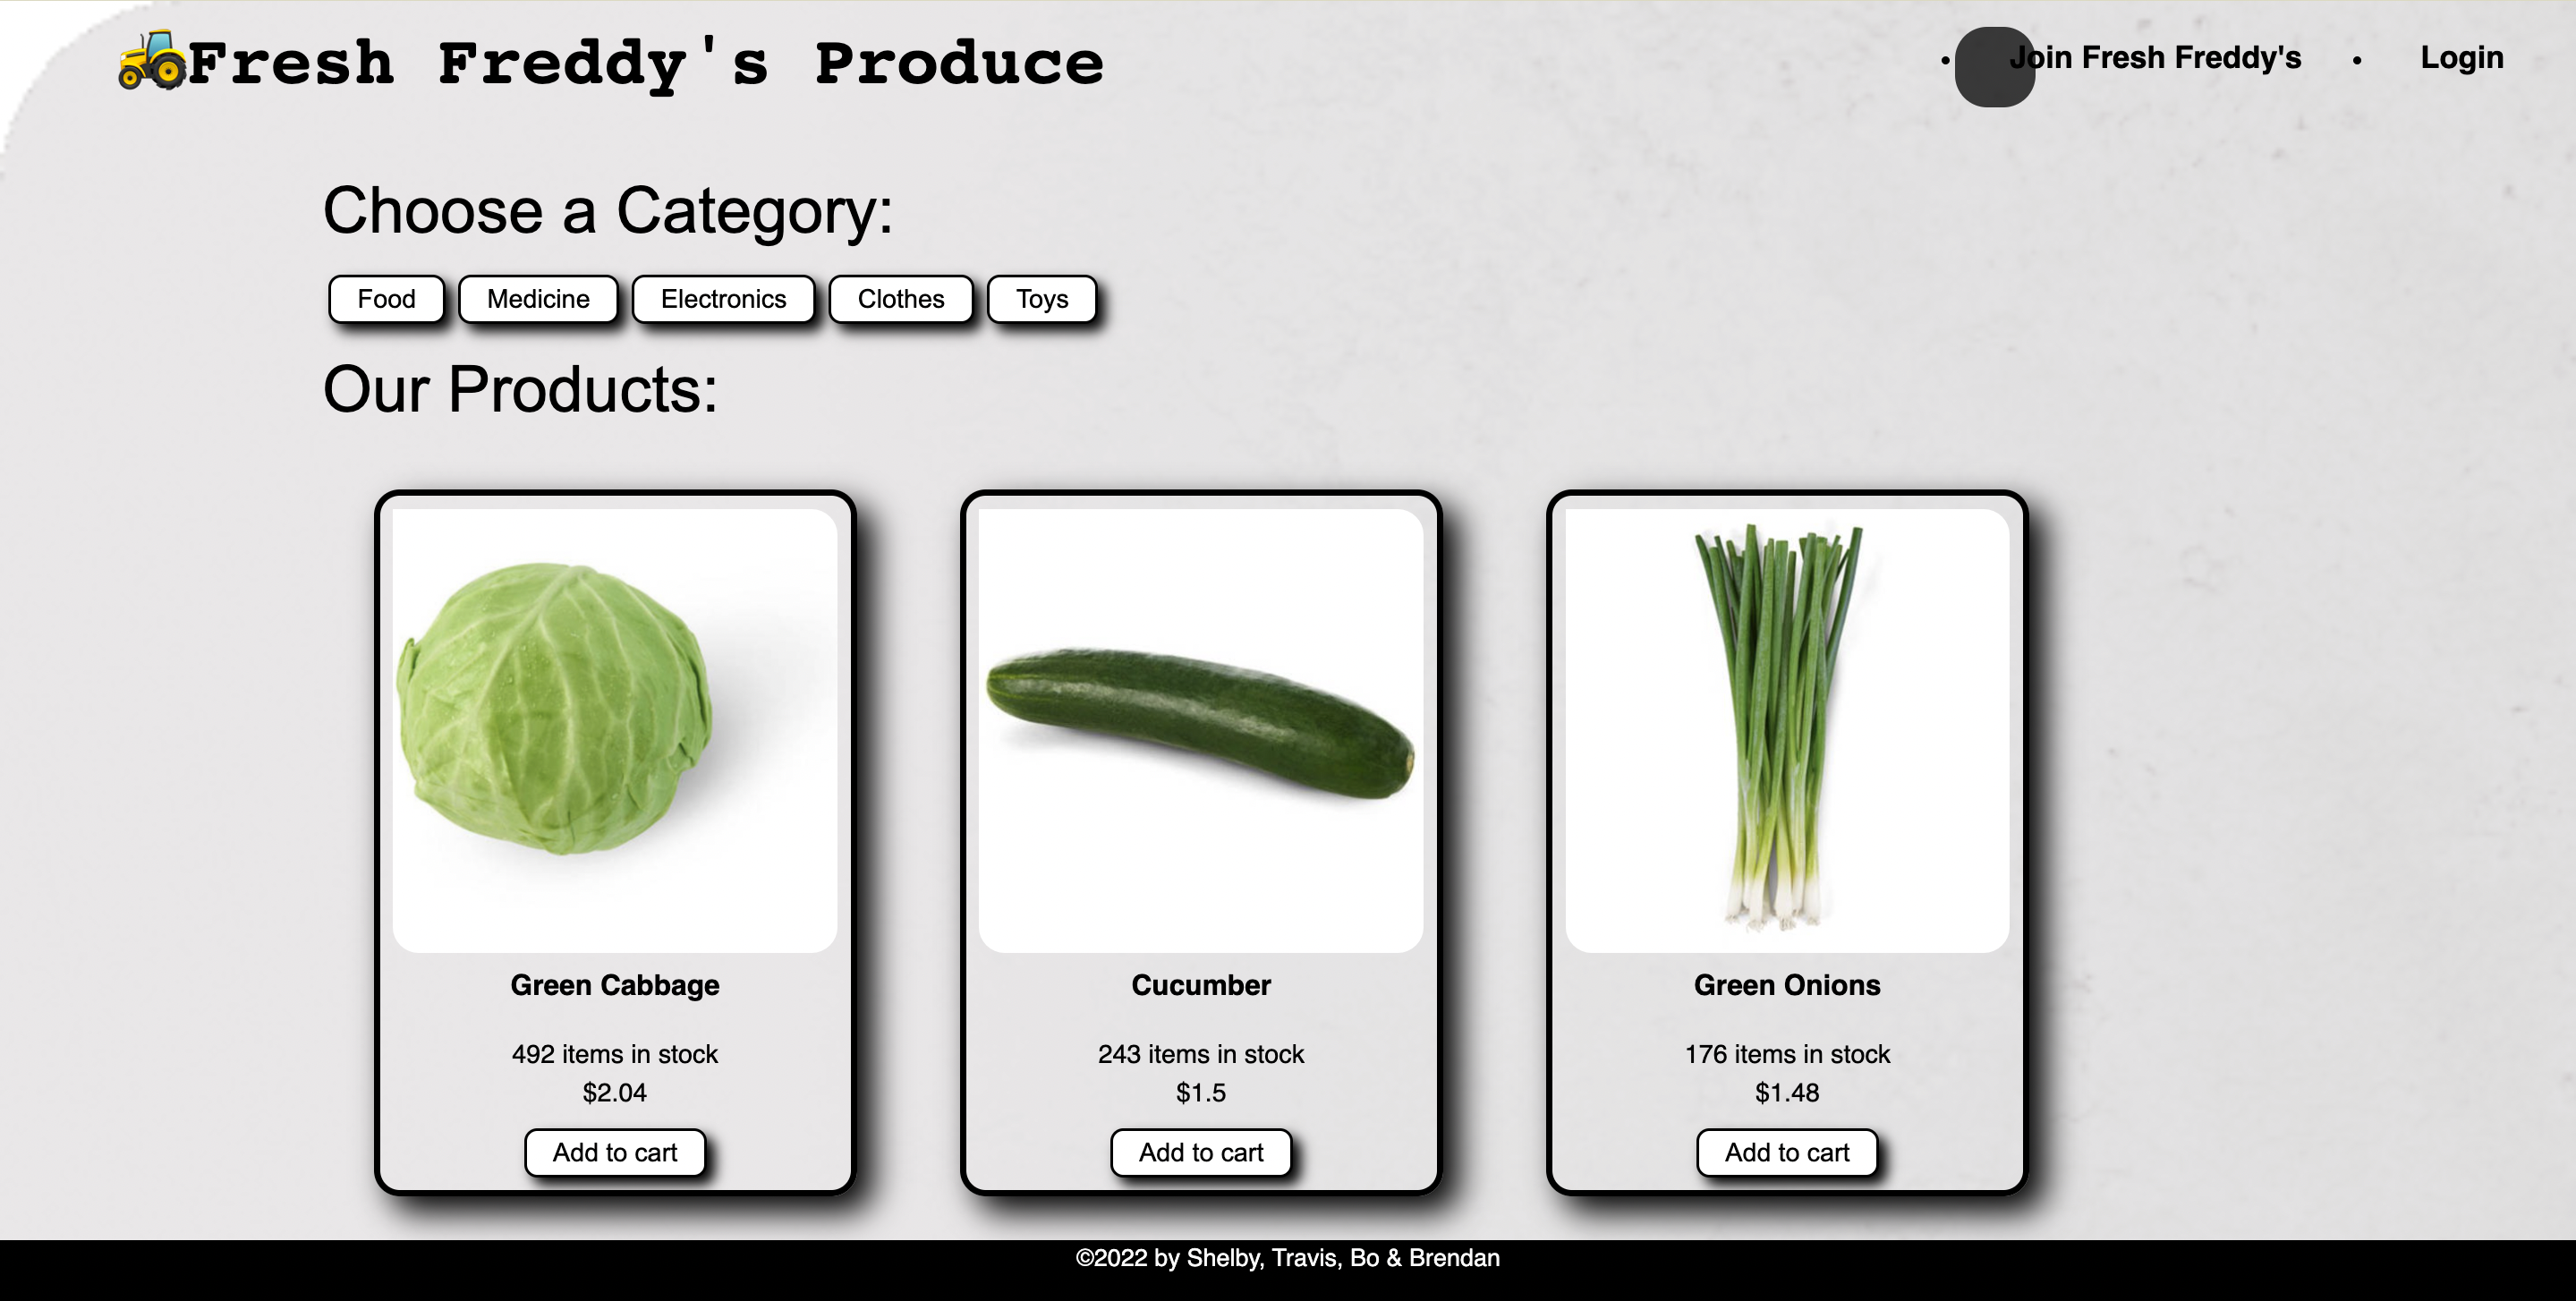 Fresh Freddy's Produce
• Join Fresh Freddy's • Login
Choose a Category:
Food Medicine Electronics Clothes Toys
Our Products:
Green Cabbage
492 items in stock
$2.04
Add to cart
Cucumber
243 items in stock
$1.5
Add to cart
Green Onions
176 items in stock
$1.48
Add to cart
©2022 by Shelby, Travis, Bo & Brendan